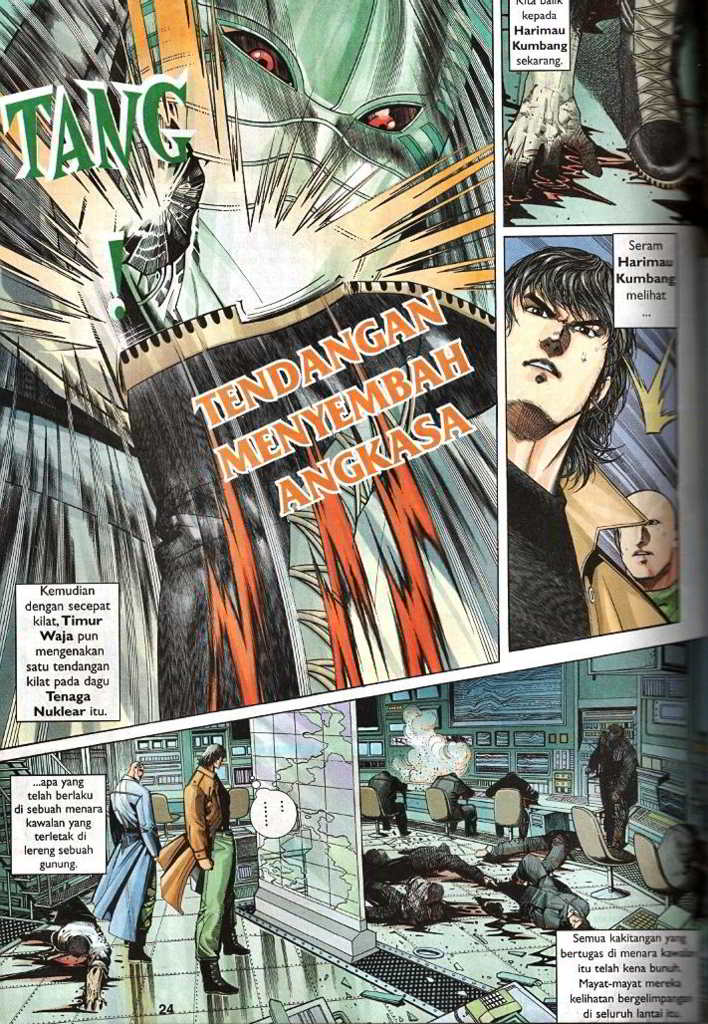 TANG
!
TENDANGAN
MENYEMBAH
ANGKASA
Kemudian
dengan secepat
kilat, Timur
Waja pun
mengenakan
satu tendangan
kilat pada dagu
Tenaga
Nuklear itu.
Kita balik
kepada
Harimau
Kumbang
sekarang.
Seram
Harimau
Kumbang
melihat
...
...apa yang
telah berlaku
di sebuah menara
kawalan yang
terletak di
lereng sebuah
gunung.
...
...
Semua kakitangan yang
bertugas di menara kawalan
itu telah kena bunuh.
Mayat-mayat mereka
kelihatan bergelimpangan
di seluruh lantai itu.
24